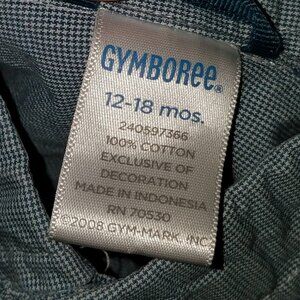 GYMBOREE®
12-18 mos.
240597366
100% COTTON
EXCLUSIVE OF
DECORATION
MADE IN INDONESIA
RN 70530
©2008 GYM-MARK, INC.